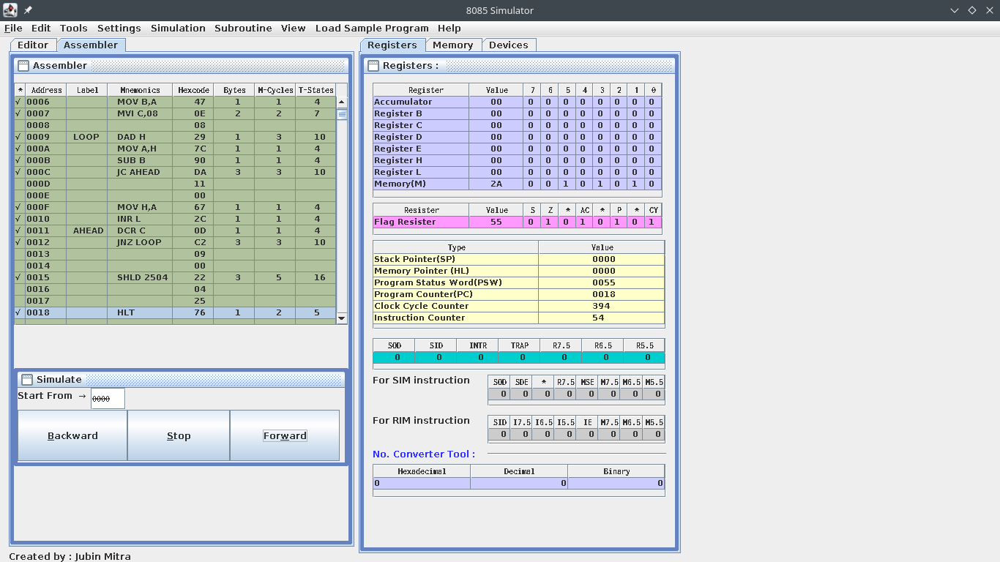 8085 Simulator
File Edit Tools Settings Simulation Subroutine View Load Sample Program Help
Editor Assembler
Assembler
* Address Label Mnemonics Hexcode Bytes M-Cycles T-States
√ 0006 MOV B,A 47 1 1 4
√ 0007 MVI C,08 0E 2 2 7
0008 08
√ 0009 LOOP DAD H 29 1 3 10
√ 000A MOV A,H 7C 1 1 4
√ 000B SUB B 90 1 1 4
√ 000C JC AHEAD DA 3 3 10
000D 11
000E 00
√ 000F MOV H,A 67 1 1 4
√ 0010 INR L 2C 1 1 4
√ 0011 AHEAD DCR C 0D 1 1 4
√ 0012 JNZ LOOP C2 3 3 10
0013 09
0014 00
√ 0015 SHLD 2504 22 3 5 16
0016 04
0017 25
√ 0018 HLT 76 1 2 5
Simulate
Start From → 0000
Backward Stop Forward
Created by : Jubin Mitra
Registers Memory Devices
Registers :
Register Value 7 6 5 4 3 2 1 0
Accumulator 00 0 0 0 0 0 0 0 0
Register B 00 0 0 0 0 0 0 0 0
Register C 00 0 0 0 0 0 0 0 0
Register D 00 0 0 0 0 0 0 0 0
Register E 00 0 0 0 0 0 0 0 0
Register H 00 0 0 0 0 0 0 0 0
Register L 00 0 0 0 0 0 0 0 0
Memory(M) 2A 0 0 1 0 1 0 1 0
Resister Value S Z * AC * P * CY
Flag Resister 55 0 1 0 1 0 1 0 1
Type Value
Stack Pointer(SP) 0000
Memory Pointer (HL) 0000
Program Status Word(PSW) 0055
Program Counter(PC) 0018
Clock Cycle Counter 394
Instruction Counter 54
SOD SID INTR TRAP R7.5 R6.5 R5.5
0 0 0 0 0 0 0
For SIM instruction
SOD SDE * R7.5 MSE M7.5 M6.5 M5.5
0 0 0 0 0 0 0 0
For RIM instruction
SID I7.5 I6.5 I5.5 IE M7.5 M6.5 M5.5
0 0 0 0 0 0 0 0
No. Converter Tool :
Hexadecimal Decimal Binary
0 0 0